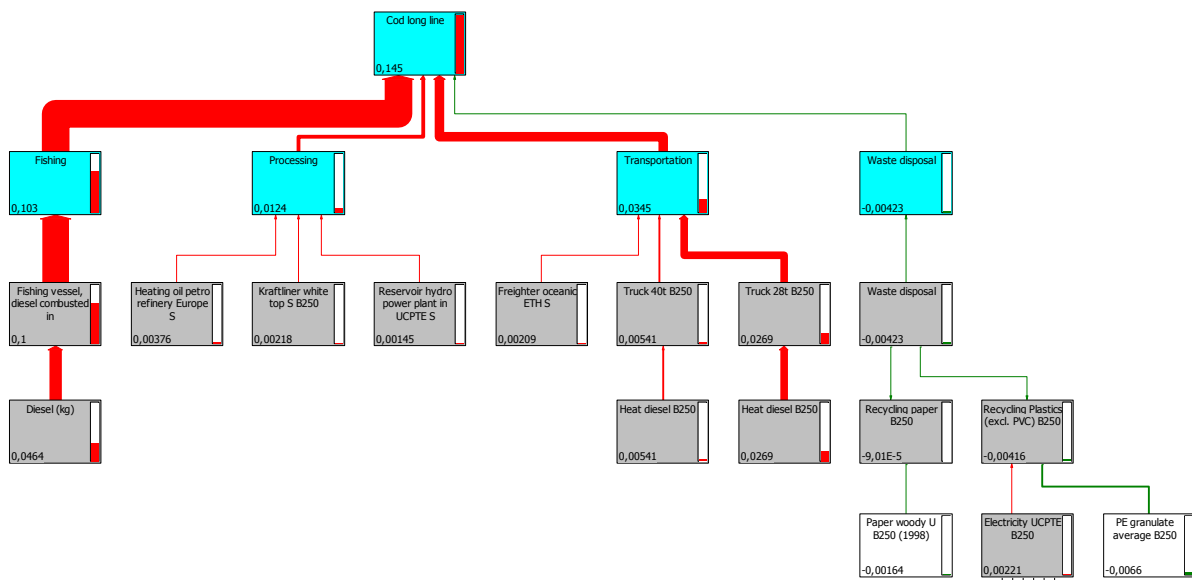 Cod long line
0,145
Fishing
0,103
Processing
0,0124
Transportation
0,0345
Waste disposal
-0,00423
Fishing vessel,
diesel combusted
in
0,1
Heating oil petro
refinery Europe
S
0,00376
Kraftliner white
top S B250
0,00218
Reservoir hydro
power plant in
UCPTE S
0,00145
Freighter oceanic
ETH S
0,00209
Truck 40t B250
0,00541
Truck 28t B250
0,0269
Waste disposal
-0,00423
Diesel (kg)
0,0464
Heat diesel B250
0,00541
Heat diesel B250
0,0269
Recycling paper
B250
-9,01E-5
Recycling Plastics
(excl. PVC) B250
-0,00416
Paper woody U
B250 (1998)
-0,00164
Electricity UCPTE
B250
0,00221
PE granulate
average B250
-0,0066